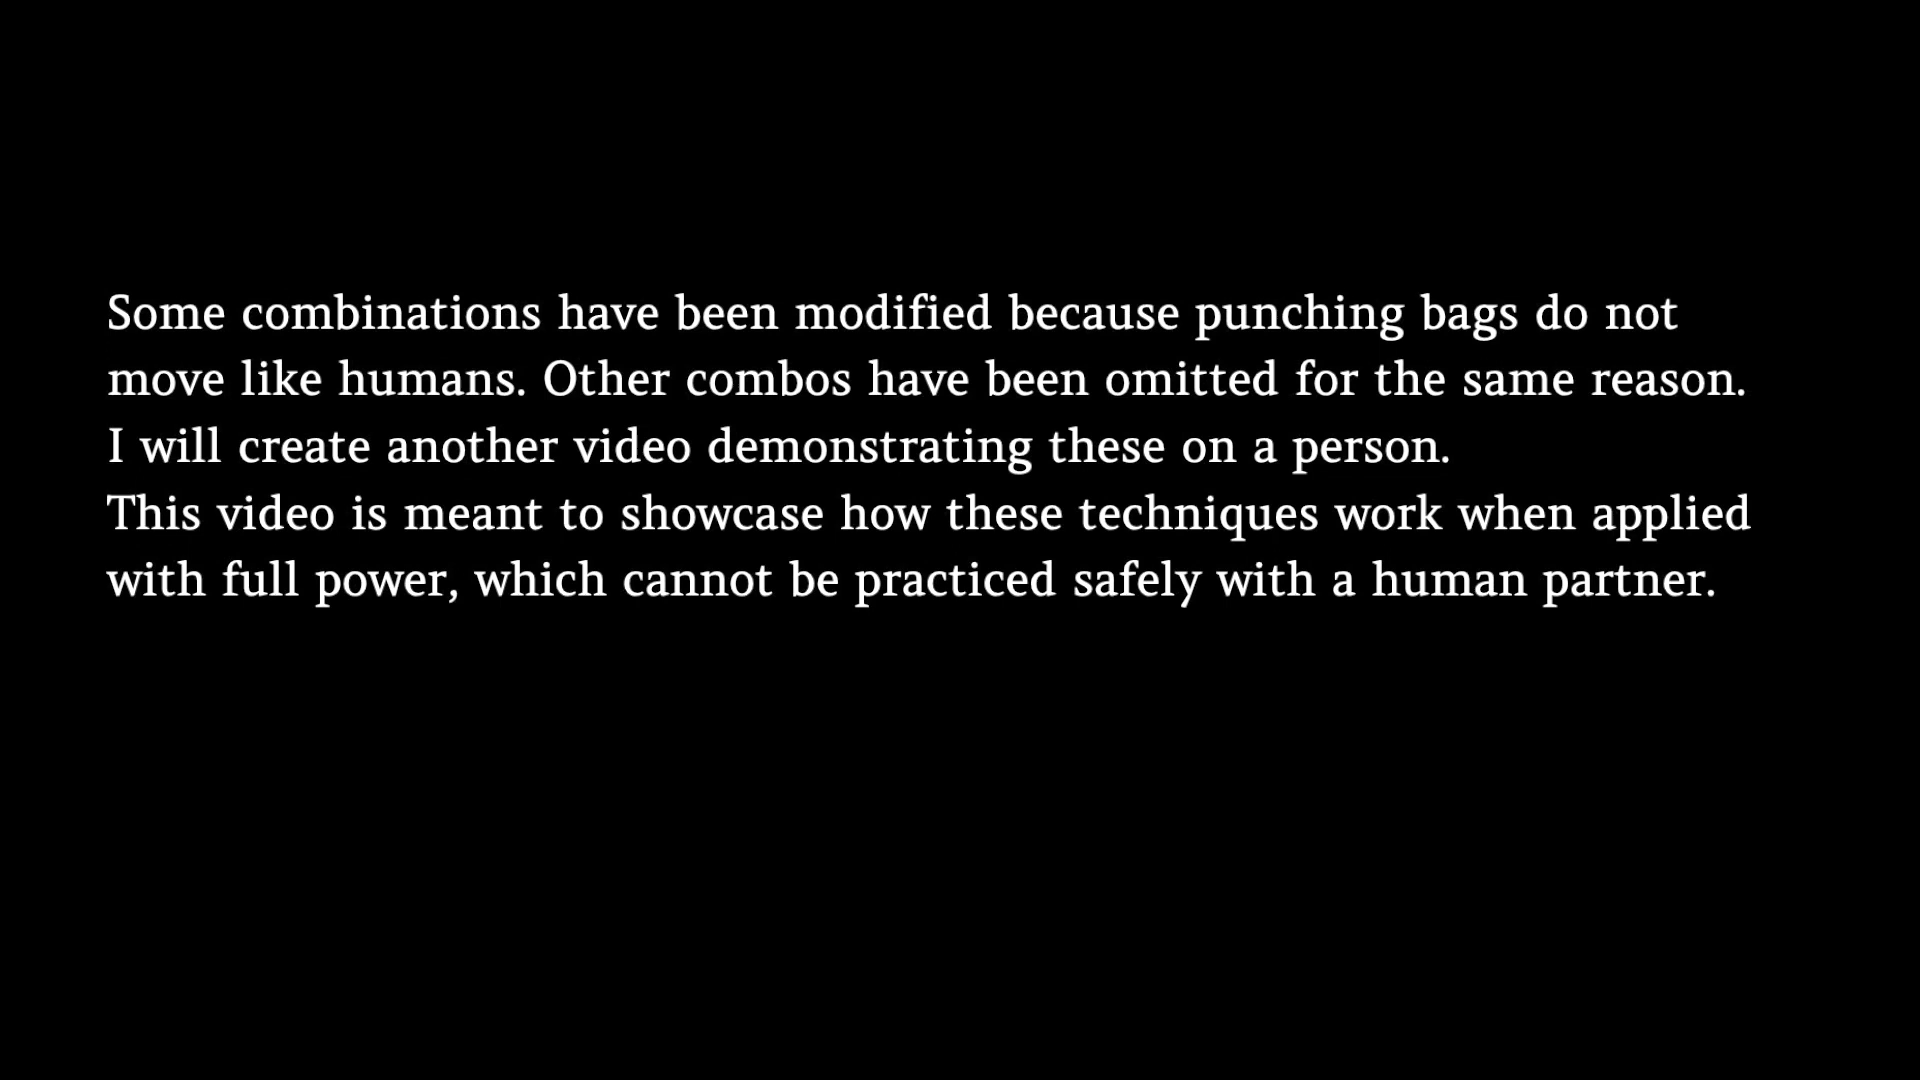 Some combinations have been modified because punching bags do not
move like humans. Other combos have been omitted for the same reason.
I will create another video demonstrating these on a person.
This video is meant to showcase how these techniques work when applied
with full power, which cannot be practiced safely with a human partner.